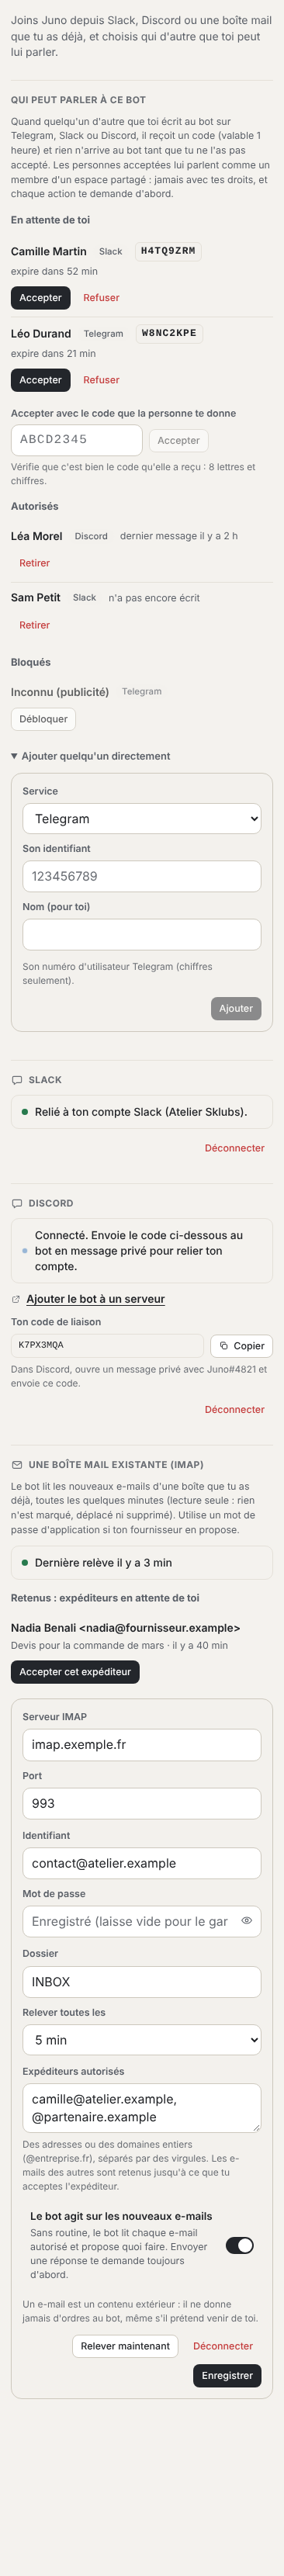 Joins Juno depuis Slack, Discord ou une boîte mail
que tu as déjà, et choisis qui d'autre que toi peut
lui parler.
QUI PEUT PARLER À CE BOT
Quand quelqu'un d'autre que toi écrit au bot sur
Telegram, Slack ou Discord, il reçoit un code (valable 1
heure) et rien n'arrive au bot tant que tu ne l'as pas
accepté. Les personnes acceptées lui parlent comme un
membre d'un espace partagé : jamais avec tes droits, et
chaque action te demande d'abord.
En attente de toi
Camille Martin Slack H4TQ9ZRM
expire dans 52 min
Accepter Refuser
Léo Durand Telegram W8NC2KPE
expire dans 21 min
Accepter Refuser
Accepter avec le code que la personne te donne
ABCD2345 Accepter
Vérifie que c'est bien le code qu'elle a reçu : 8 lettres et
chiffres.
Autorisés
Léa Morel Discord dernier message il y a 2 h
Retirer
Sam Petit Slack n'a pas encore écrit
Retirer
Bloqués
Inconnu (publicité) Telegram
Débloquer
▼ Ajouter quelqu'un directement
Service
Telegram
Son identifiant
123456789
Nom (pour toi)
Son numéro d'utilisateur Telegram (chiffres
seulement).
Ajouter
SLACK
Relié à ton compte Slack (Atelier Sklubs).
Déconnecter
DISCORD
Connecté. Envoie le code ci-dessous au
bot en message privé pour relier ton
compte.
Ajouter le bot à un serveur
Ton code de liaison
K7PX3MQA Copier
Dans Discord, ouvre un message privé avec Juno#4821 et
envoie ce code.
Déconnecter
UNE BOÎTE MAIL EXISTANTE (IMAP)
Le bot lit les nouveaux e-mails d'une boîte que tu as
déjà, toutes les quelques minutes (lecture seule : rien
n'est marqué, déplacé ni supprimé). Utilise un mot de
passe d'application si ton fournisseur en propose.
Dernière relève il y a 3 min
Retenus : expéditeurs en attente de toi
Nadia Benali <nadia@fournisseur.example>
Devis pour la commande de mars · il y a 40 min
Accepter cet expéditeur
Serveur IMAP
imap.exemple.fr
Port
993
Identifiant
contact@atelier.example
Mot de passe
Enregistré (laisse vide pour le gar
Dossier
INBOX
Relever toutes les
5 min
Expéditeurs autorisés
camille@atelier.example,
@partenaire.example
Des adresses ou des domaines entiers
(@entreprise.fr), séparés par des virgules. Les e-
mails des autres sont retenus jusqu'à ce que tu
acceptes l'expéditeur.
Le bot agit sur les nouveaux e-mails
Sans routine, le bot lit chaque e-mail
autorisé et propose quoi faire. Envoyer
une réponse te demande toujours
d'abord.
Un e-mail est un contenu extérieur : il ne donne
jamais d'ordres au bot, même s'il prétend venir de toi.
Relever maintenant Déconnecter
Enregistrer